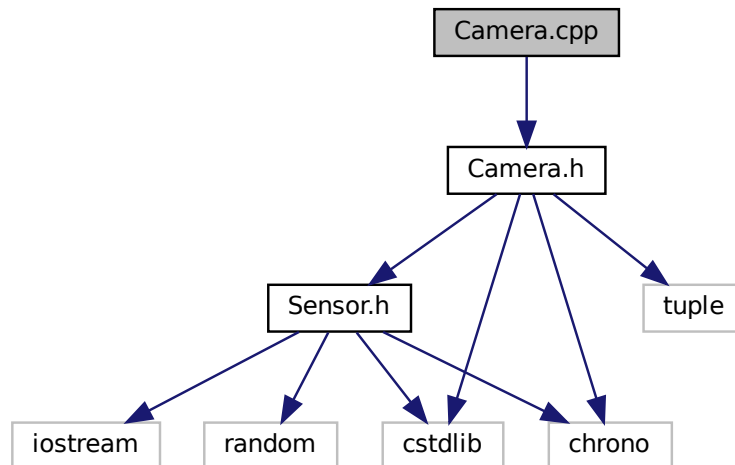 Camera.cpp
Camera.h
Sensor.h
tuple
iostream
random
cstdlib
chrono